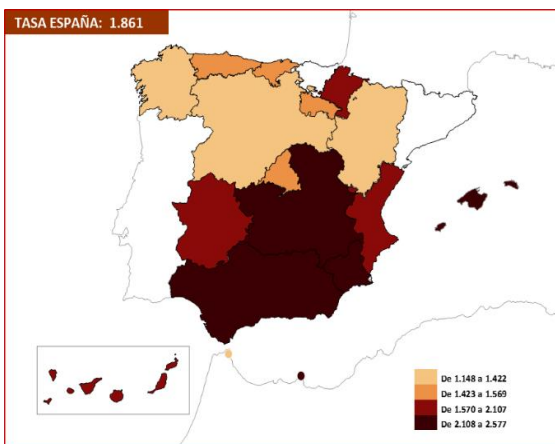 TASA ESPAÑA: 1.861
De 1.148 a 1.422
De 1.423 a 1.569
De 1.570 a 2.107
De 2.108 a 2.577